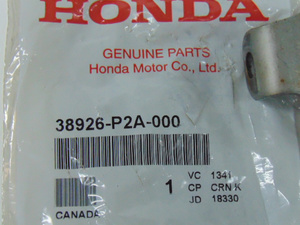 HONDA
GENUINE PARTS
Honda Motor Co., Ltd.
38926-P2A-000
1
VC 1341
CP CRN K
JD 18330
CANADA